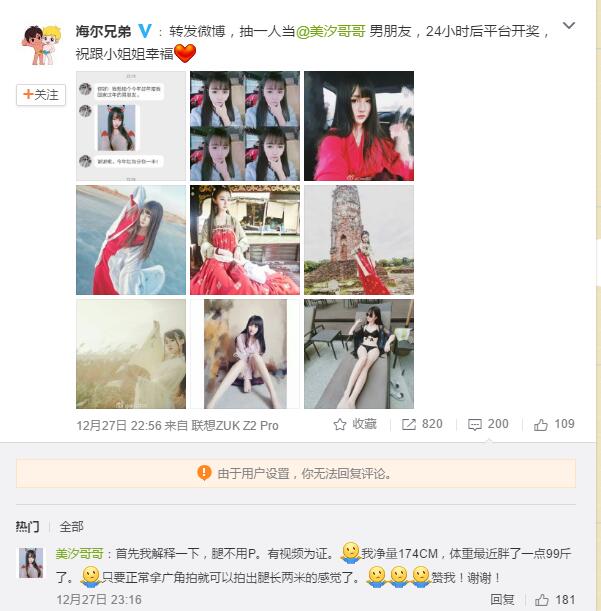 海尔兄弟 V ：转发微博，抽一人当@美汐哥哥 男朋友，24小时后平台开奖，
祝跟小姐姐幸福
+关注
12月27日 22:56 来自 联想ZUK Z2 Pro
收藏
820
200
109
由于用户设置，你无法回复评论。
热门
全部
美汐哥哥：首先我解释一下，腿不用P。有视频为证。我净量174CM，体重最近胖了一点99斤
了。只要正常拿广角拍就可以拍出腿长两米的感觉了。赞我！谢谢！
12月27日 23:16
回复
181